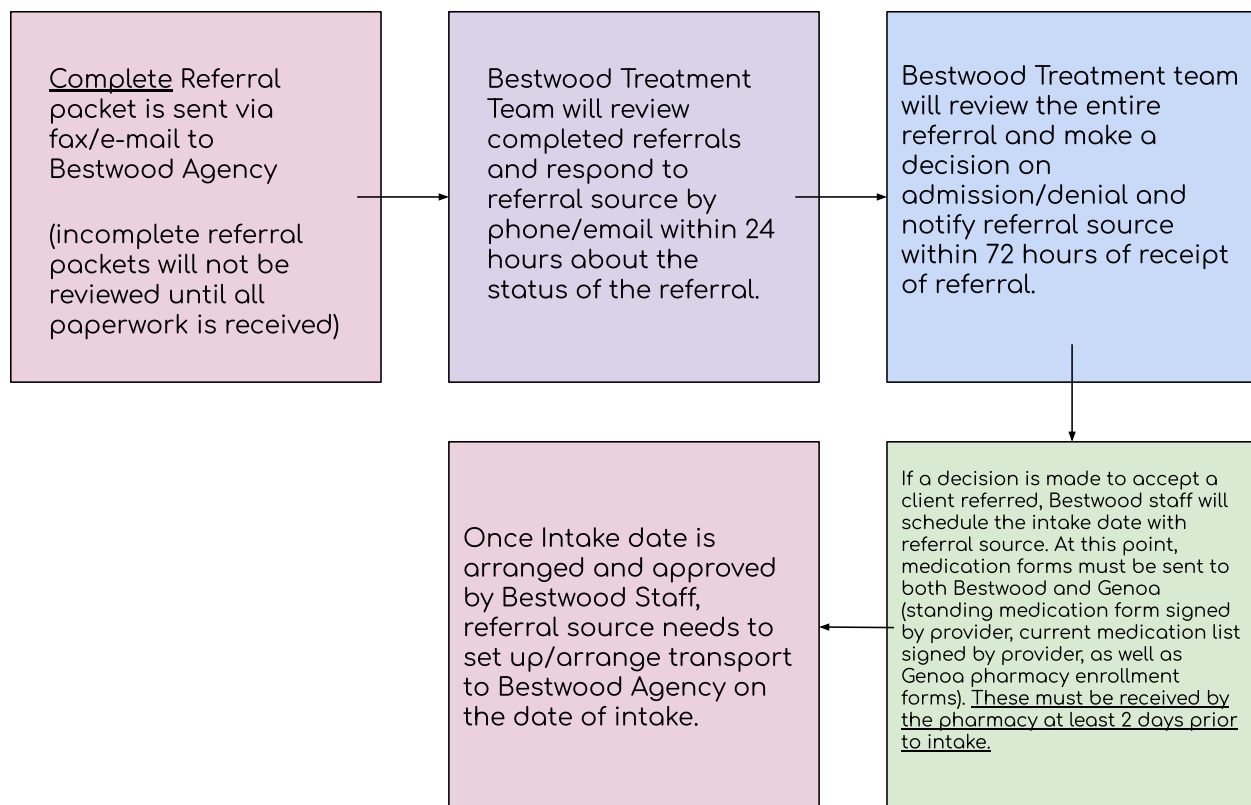 Complete Referral
packet is sent via
fax/e-mail to
Bestwood Agency
(incomplete referral
packets will not be
reviewed until all
paperwork is received)
Bestwood Treatment
Team will review
completed referrals
and respond to
referral source by
phone/email within 24
hours about the
status of the referral.
Bestwood Treatment team
will review the entire
referral and make a
decision on
admission/denial and
notify referral source
within 72 hours of receipt
of referral.
If a decision is made to accept a
client referred, Bestwood staff will
schedule the intake date with
referral source. At this point,
medication forms must be sent to
both Bestwood and Genoa
(standing medication form signed
by provider, current medication list
signed by provider, as well as
Genoa pharmacy enrollment
forms). These must be received by
the pharmacy at least 2 days prior
to intake.
Once Intake date is
arranged and approved
by Bestwood Staff,
referral source needs to
set up/arrange transport
to Bestwood Agency on
the date of intake.